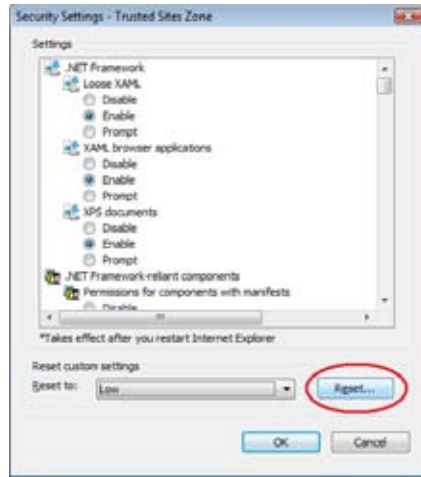 Security Settings - Trusted Sites Zone
Settings
.NET Framework
Loose XAML
Disable
Enable
Prompt
XAML browser applications
Disable
Enable
Prompt
XPS documents
Disable
Enable
Prompt
.NET Framework-reliant components
Permissions for components with manifests
Disable
*Takes effect after you restart Internet Explorer
Reset custom settings
Reset to: Low Reset...
OK Cancel